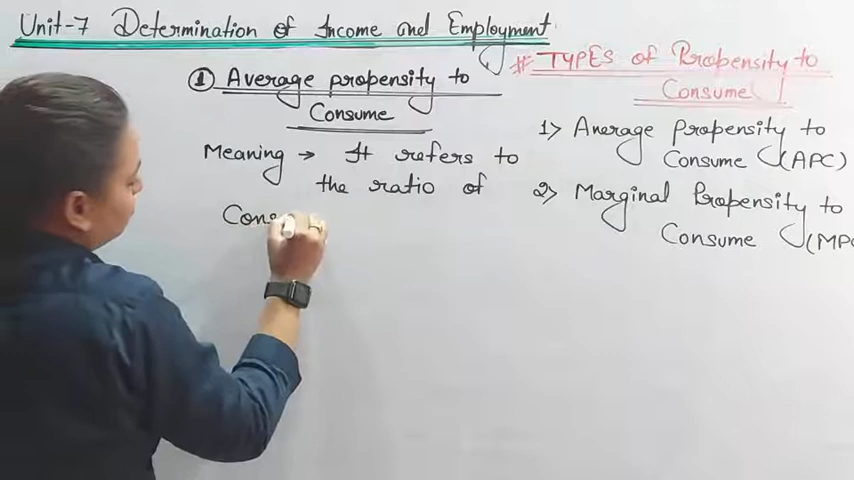 Unit-7 Determination of Income and Employment
# TYPES of Propensity to
Consume
① Average propensity to
Consume
Meaning → It refers to
the ratio of
Cons
1> Average Propensity to
Consume (APC)
2> Marginal Propensity to
Consume (MPC